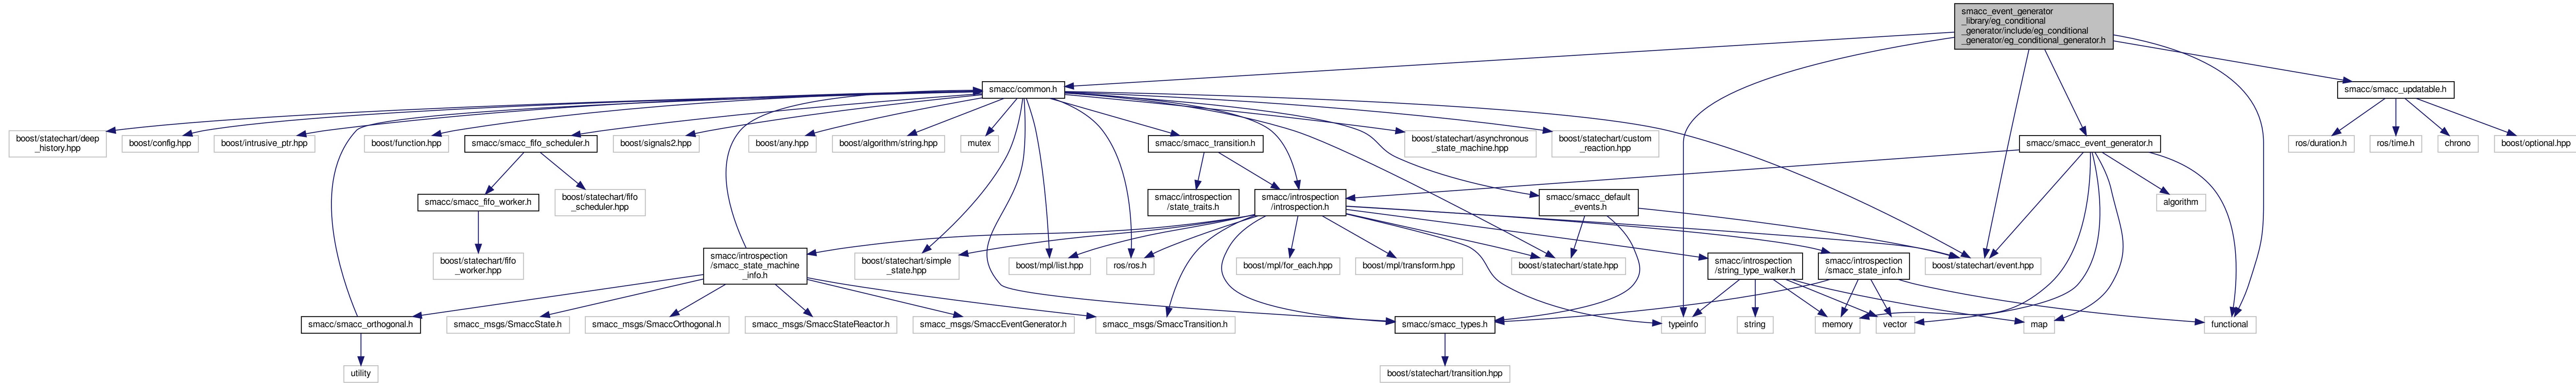 smacc_event_generator
_library/eg_conditional
_generator/include/eg_conditional
_generator/eg_conditional_generator.h
smacc/common.h
smacc/smacc_updatable.h
boost/statechart/deep
_history.hpp
boost/config.hpp
boost/intrusive_ptr.hpp
boost/function.hpp
smacc/smacc_fifo_scheduler.h
boost/signals2.hpp
boost/any.hpp
boost/algorithm/string.hpp
mutex
smacc/smacc_transition.h
boost/statechart/asynchronous
_state_machine.hpp
boost/statechart/custom
_reaction.hpp
smacc/smacc_event_generator.h
ros/duration.h
ros/time.h
chrono
boost/optional.hpp
smacc/smacc_fifo_worker.h
boost/statechart/fifo
_scheduler.hpp
smacc/introspection
/state_traits.h
smacc/introspection
/introspection.h
smacc/smacc_default
_events.h
algorithm
boost/statechart/fifo
_worker.hpp
smacc/introspection
/smacc_state_machine
_info.h
boost/statechart/simple
_state.hpp
boost/mpl/list.hpp
ros/ros.h
boost/mpl/for_each.hpp
boost/mpl/transform.hpp
boost/statechart/state.hpp
smacc/introspection
/string_type_walker.h
smacc/introspection
/smacc_state_info.h
boost/statechart/event.hpp
smacc/smacc_orthogonal.h
smacc_msgs/SmaccState.h
smacc_msgs/SmaccOrthogonal.h
smacc_msgs/SmaccStateReactor.h
smacc_msgs/SmaccEventGenerator.h
smacc_msgs/SmaccTransition.h
smacc/smacc_types.h
typeinfo
string
memory
vector
map
functional
utility
boost/statechart/transition.hpp